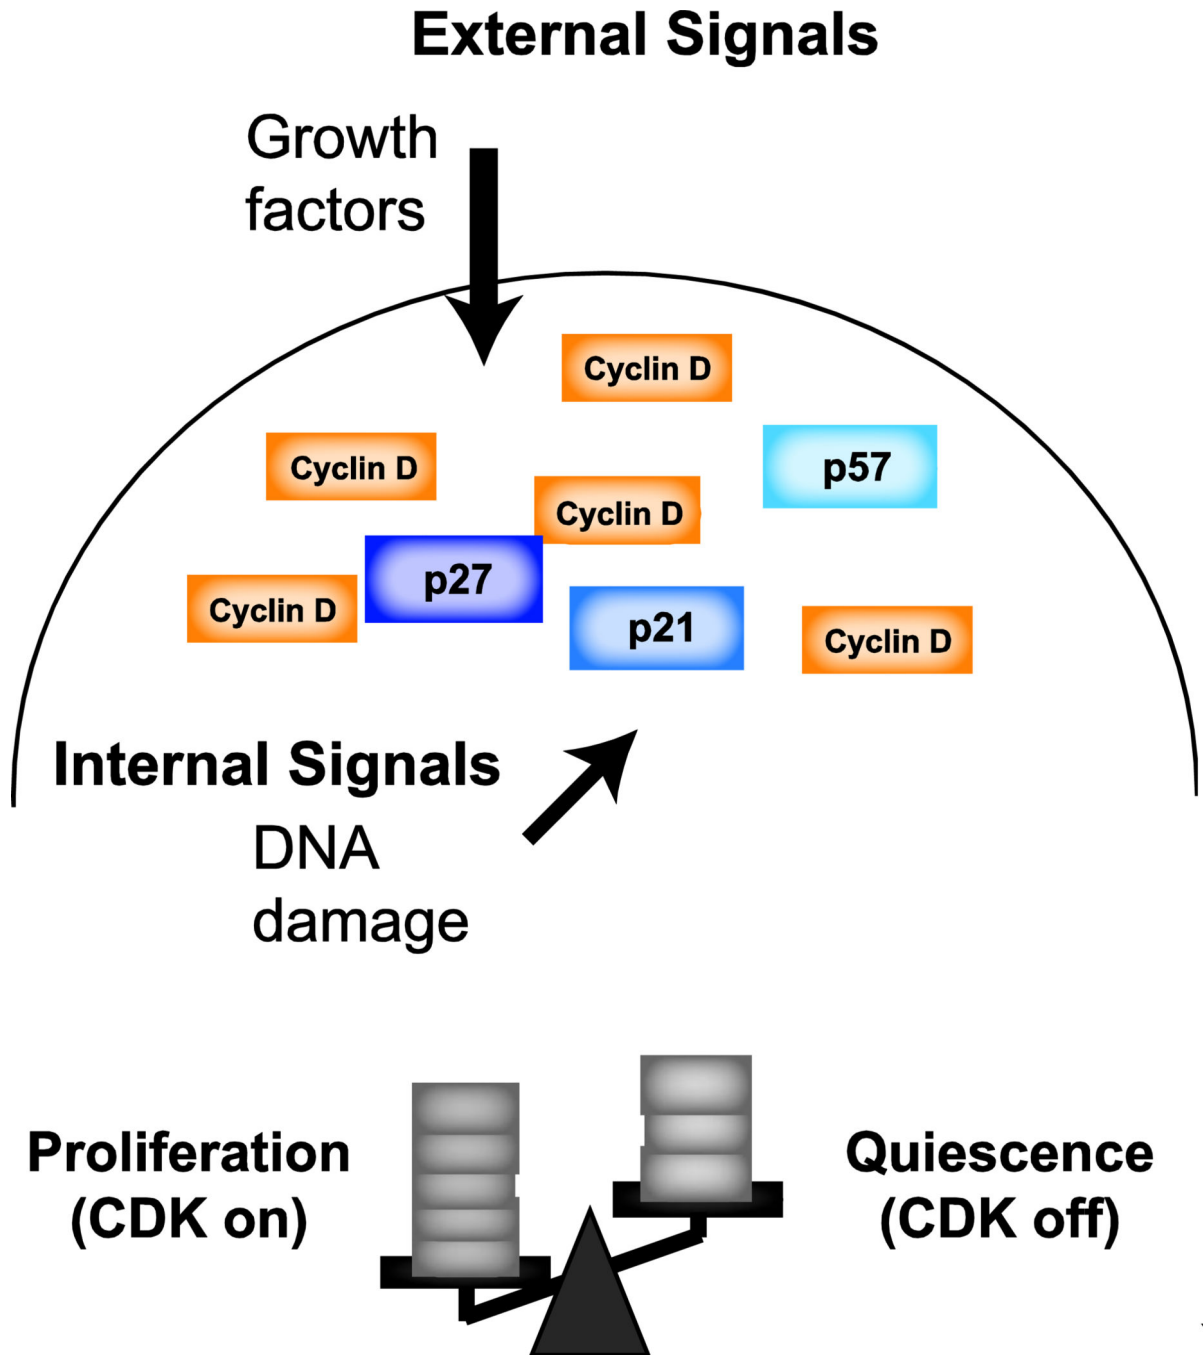 External Signals
Growth
factors
Cyclin D
Cyclin D
p57
Cyclin D
p27
Cyclin D
p21
Cyclin D
Internal Signals
DNA
damage
Proliferation
(CDK on)
Quiescence
(CDK off)